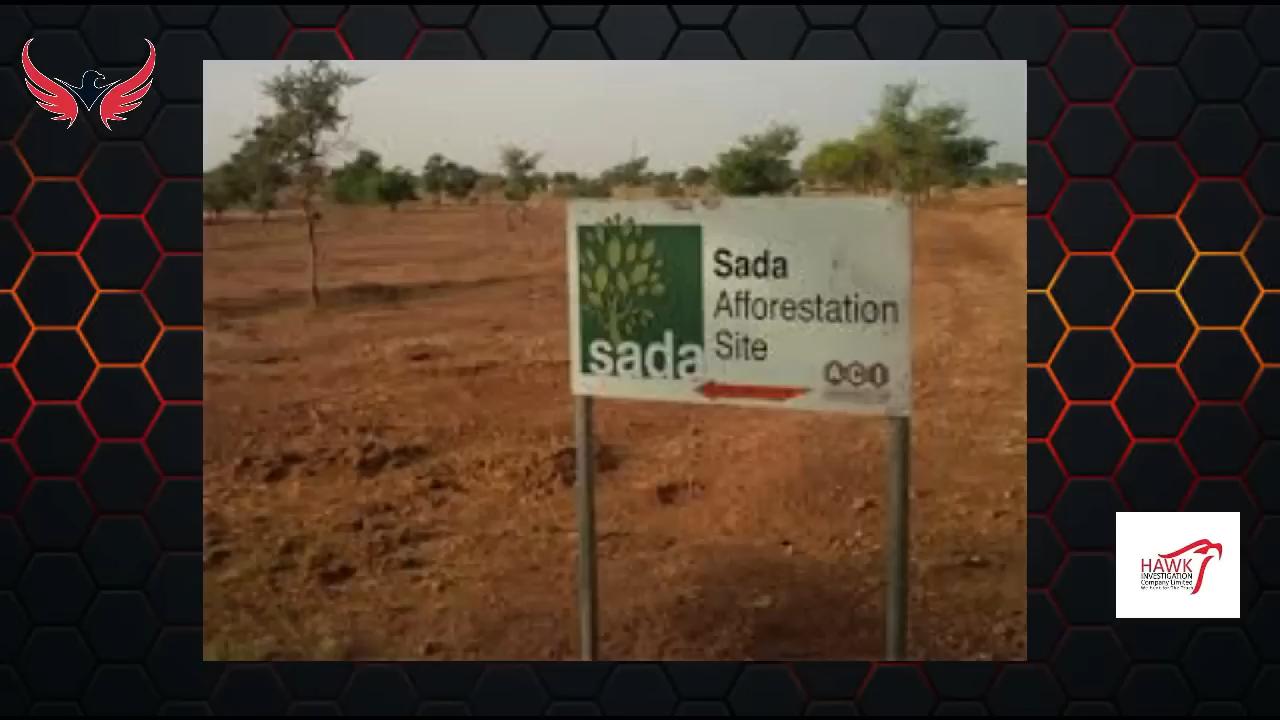 sada
Sada
Afforestation
Site
ACI
HAWK
INVESTIGATION
Company Limited